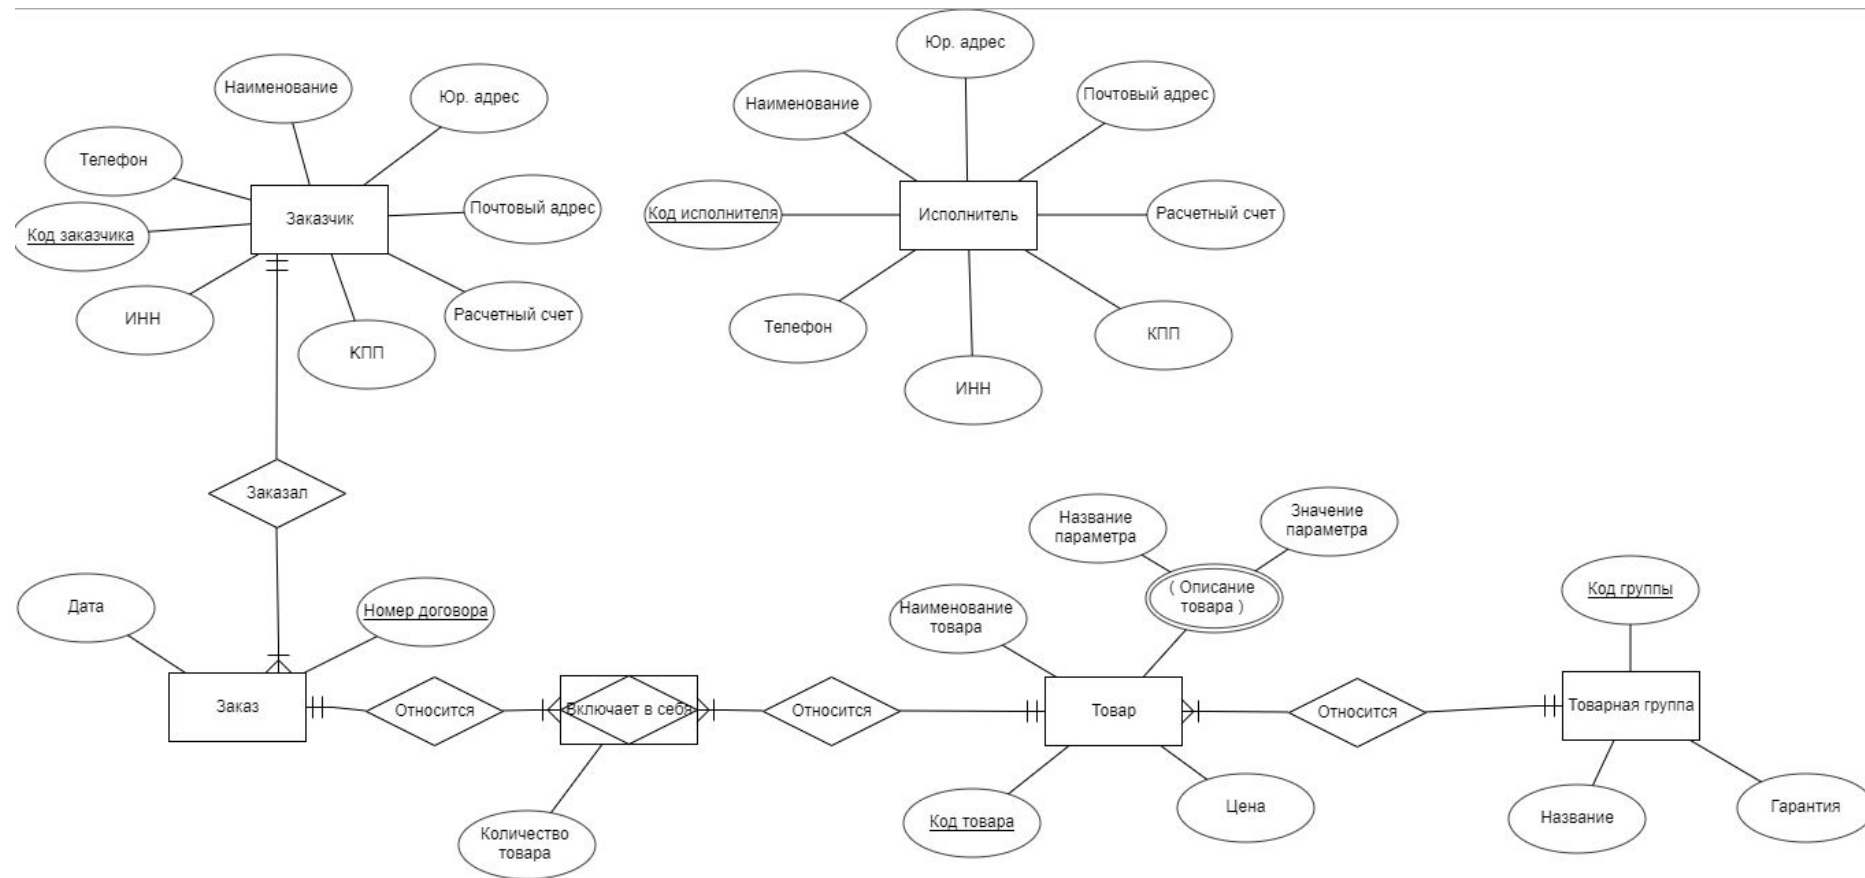 Юр. адрес
Наименование
Юр. адрес
Почтовый адрес
Наименование
Телефон
Почтовый адрес
Код исполнителя
Исполнитель
Расчетный счет
Заказчик
Код заказчика
ИНН
Расчетный счет
Телефон
КПП
КПП
ИНН
Заказал
Название
параметра
Значение
параметра
( Описание
товара )
Код группы
Дата
Номер договора
Наименование
товара
Заказ
Относится
Включает в себя
Относится
Товар
Относится
Товарная группа
Количество
товара
Код товара
Цена
Название
Гарантия